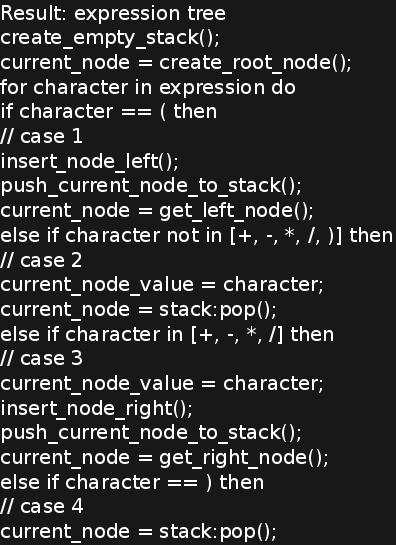 Result: expression tree
create_empty_stack();
current_node = create_root_node();
for character in expression do
if character == ( then
// case 1
insert_node_left();
push_current_node_to_stack();
current_node = get_left_node();
else if character not in [+, -, *, /, )] then
// case 2
current_node_value = character;
current_node = stack:pop();
else if character in [+, -, *, /] then
// case 3
current_node_value = character;
insert_node_right();
push_current_node_to_stack();
current_node = get_right_node();
else if character == ) then
// case 4
current_node = stack:pop();